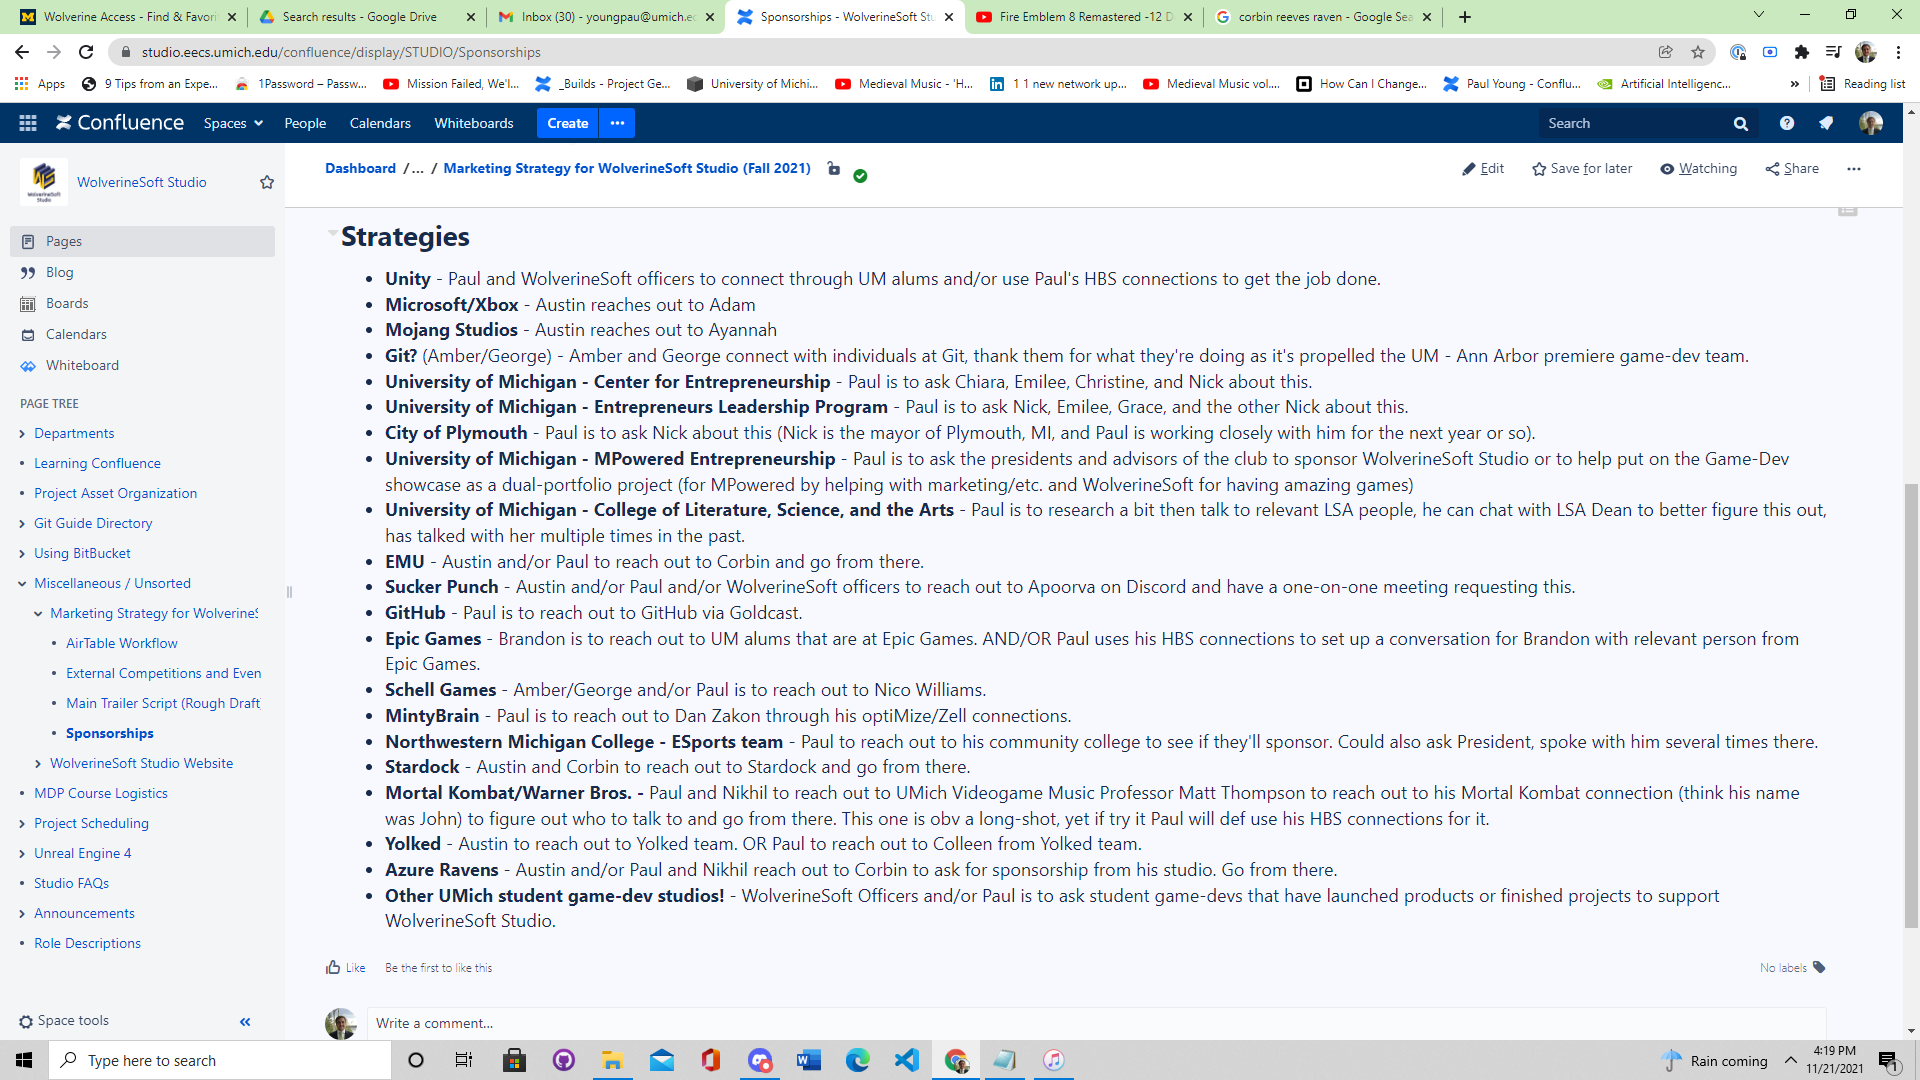 Wolverine Access - Find & Favori
Search results - Google Drive
Inbox (30) - youngpau@umich.ed
Sponsorships - WolverineSoft Stu
Fire Emblem 8 Remastered -12 D
corbin reeves raven - Google Sea
studio.eecs.umich.edu/confluence/display/STUDIO/Sponsorships
Apps
9 Tips from an Expe...
1Password – Passw...
Mission Failed, We'l...
_Builds - Project Ge...
University of Michi...
Medieval Music - 'H...
1 1 new network up...
Medieval Music vol....
How Can I Change...
Paul Young - Conflu...
Artificial Intelligenc...
»
Reading list
Confluence
Spaces
People
Calendars
Whiteboards
Create
Search
WolverineSoft Studio
Dashboard /... / Marketing Strategy for WolverineSoft Studio (Fall 2021)
Edit
Save for later
Watching
Share
Pages
Blog
Boards
Calendars
Whiteboard
PAGE TREE
Departments
Learning Confluence
Project Asset Organization
Git Guide Directory
Using BitBucket
Miscellaneous / Unsorted
Marketing Strategy for WolverineS
AirTable Workflow
External Competitions and Even
Main Trailer Script (Rough Draft)
Sponsorships
WolverineSoft Studio Website
MDP Course Logistics
Project Scheduling
Unreal Engine 4
Studio FAQs
Announcements
Role Descriptions
Space tools
Strategies
• Unity - Paul and WolverineSoft officers to connect through UM alums and/or use Paul's HBS connections to get the job done.
• Microsoft/Xbox - Austin reaches out to Adam
• Mojang Studios - Austin reaches out to Ayannah
• Git? (Amber/George) - Amber and George connect with individuals at Git, thank them for what they're doing as it's propelled the UM - Ann Arbor premiere game-dev team.
• University of Michigan - Center for Entrepreneurship - Paul is to ask Chiara, Emilee, Christine, and Nick about this.
• University of Michigan - Entrepreneurs Leadership Program - Paul is to ask Nick, Emilee, Grace, and the other Nick about this.
• City of Plymouth - Paul is to ask Nick about this (Nick is the mayor of Plymouth, MI, and Paul is working closely with him for the next year or so).
• University of Michigan - MPowered Entrepreneurship - Paul is to ask the presidents and advisors of the club to sponsor WolverineSoft Studio or to help put on the Game-Dev
showcase as a dual-portfolio project (for MPowered by helping with marketing/etc. and WolverineSoft for having amazing games)
• University of Michigan - College of Literature, Science, and the Arts - Paul is to research a bit then talk to relevant LSA people, he can chat with LSA Dean to better figure this out,
has talked with her multiple times in the past.
• EMU - Austin and/or Paul to reach out to Corbin and go from there.
• Sucker Punch - Austin and/or Paul and/or WolverineSoft officers to reach out to Apoorva on Discord and have a one-on-one meeting requesting this.
• GitHub - Paul is to reach out to GitHub via Goldcast.
• Epic Games - Brandon is to reach out to UM alums that are at Epic Games. AND/OR Paul uses his HBS connections to set up a conversation for Brandon with relevant person from
Epic Games.
• Schell Games - Amber/George and/or Paul is to reach out to Nico Williams.
• MintyBrain - Paul is to reach out to Dan Zakon through his optiMize/Zell connections.
• Northwestern Michigan College - ESports team - Paul to reach out to his community college to see if they'll sponsor. Could also ask President, spoke with him several times there.
• Stardock - Austin and Corbin to reach out to Stardock and go from there.
• Mortal Kombat/Warner Bros. - Paul and Nikhil to reach out to UMich Videogame Music Professor Matt Thompson to reach out to his Mortal Kombat connection (think his name
was John) to figure out who to talk to and go from there. This one is obv a long-shot, yet if try it Paul will def use his HBS connections for it.
• Yolked - Austin to reach out to Yolked team. OR Paul to reach out to Colleen from Yolked team.
• Azure Ravens - Austin and/or Paul and Nikhil reach out to Corbin to ask for sponsorship from his studio. Go from there.
• Other UMich student game-dev studios! - WolverineSoft Officers and/or Paul is to ask student game-devs that have launched products or finished projects to support
WolverineSoft Studio.
Like
Be the first to like this
No labels
Write a comment...
Type here to search
Rain coming
4:19 PM
11/21/2021
1